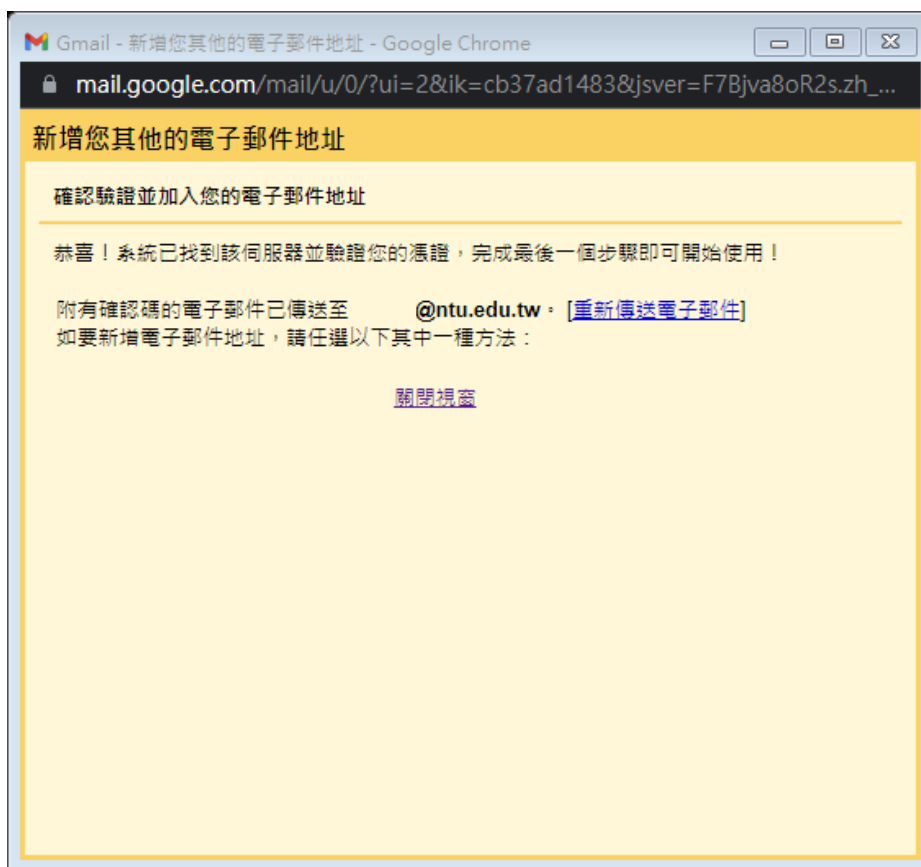 Gmail - 新增您其他的電子郵件地址 - Google Chrome
mail.google.com/mail/u/0/?ui=2&ik=cb37ad1483&jsver=F7Bjva8oR2s.zh_...
新增您其他的電子郵件地址
確認驗證並加入您的電子郵件地址
恭喜！系統已找到該伺服器並驗證您的憑證，完成最後一個步驟即可開始使用！
附有確認碼的電子郵件已傳送至 @ntu.edu.tw。 [重新傳送電子郵件]
如要新增電子郵件地址，請任選以下其中一種方法：
關閉視窗